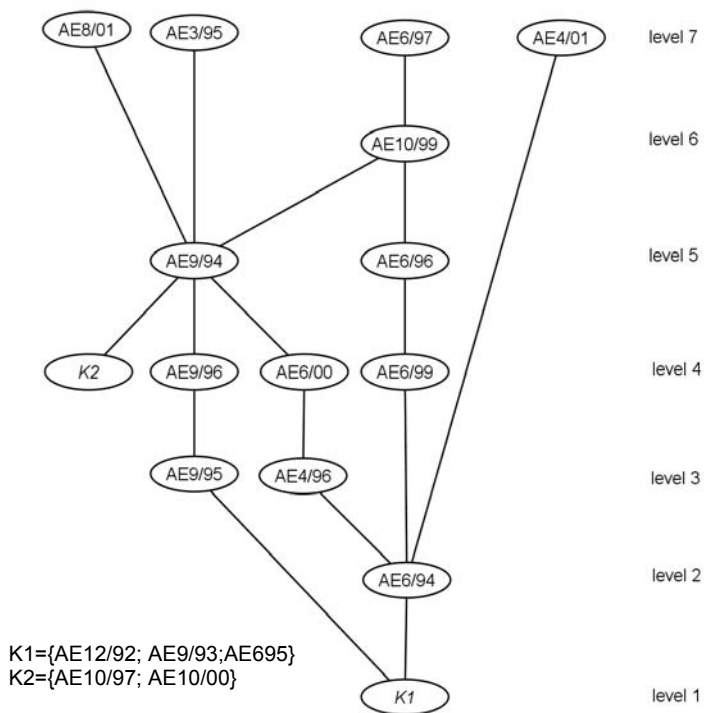 AE8/01 AE3/95 AE6/97 AE4/01 level 7
AE10/99 level 6
AE9/94 AE6/96 level 5
K2 AE9/96 AE6/00 AE6/99 level 4
AE9/95 AE4/96 level 3
AE6/94 level 2
K1={AE12/92; AE9/93;AE695}
K2={AE10/97; AE10/00}
K1 level 1